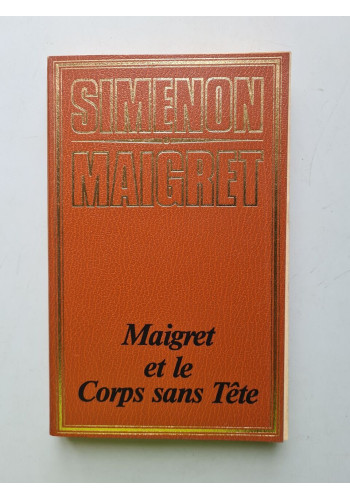 SIMENON
MAIGRET
Maigret
et le
Corps sans Tête